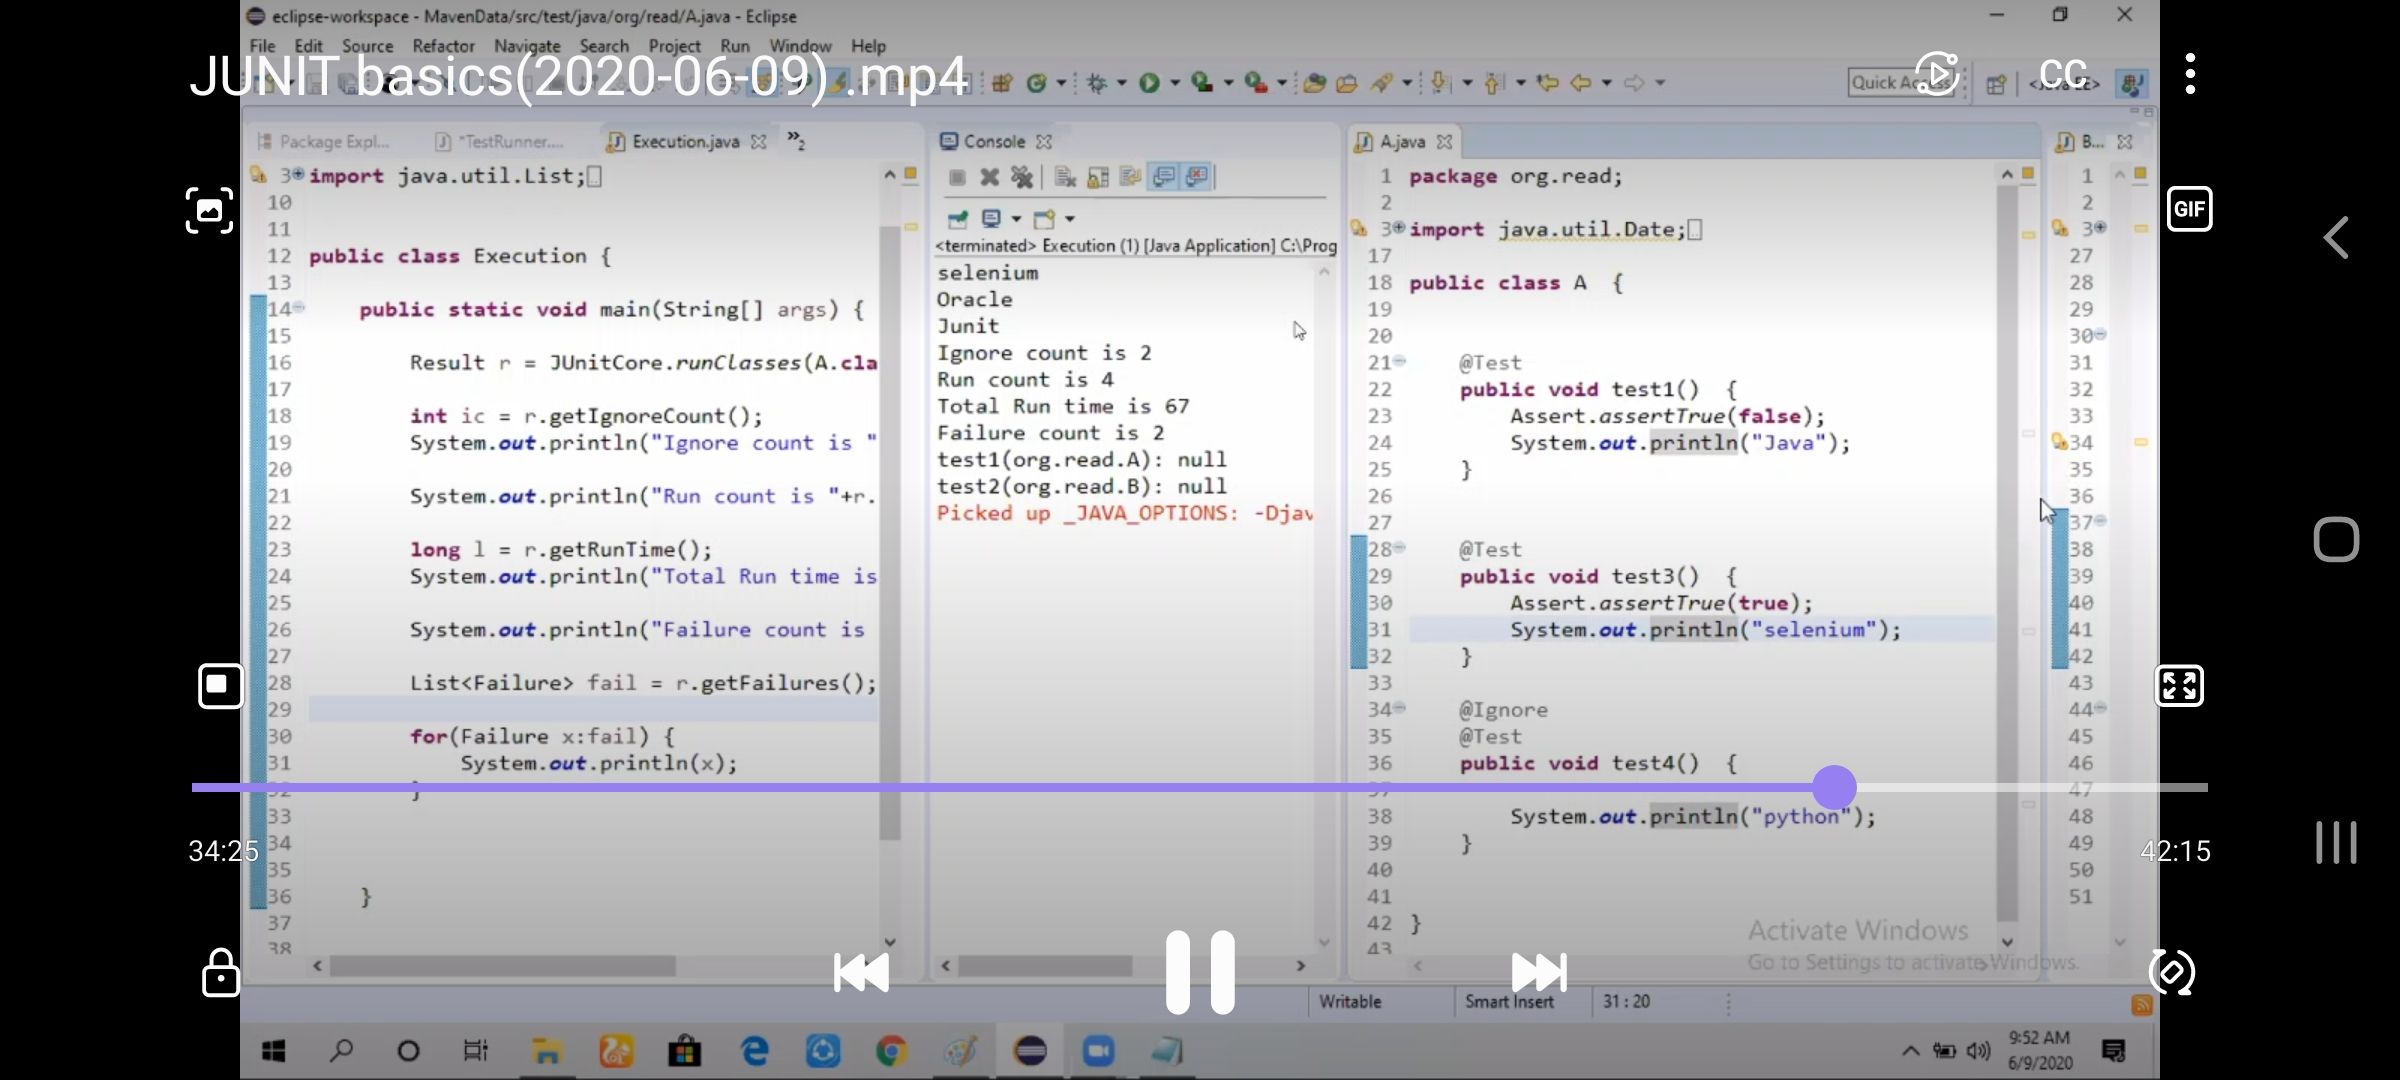 eclipse-workspace - MavenData/src/test/java/org/read/A.java - Eclipse
File Edit Source Refactor Navigate Search Project Run Window Help
JUNIT basics(2020-06-09) .mp4
Quick
CC
GIF
Package Expl... *TestRunner.... Execution.java »2
3 import java.util.List;
10
11
12 public class Execution {
13
14 public static void main(String[] args) {
15
16 Result r = JUnitCore.runClasses(A.cla
17
18 int ic = r.getIgnoreCount();
19 System.out.println("Ignore count is "
20
21 System.out.println("Run count is "+r.
22
23 long l = r.getRunTime();
24 System.out.println("Total Run time is
25
26 System.out.println("Failure count is
27
28 List<Failure> fail = r.getFailures();
29
30 for(Failure x:fail) {
31 System.out.println(x);
32 }
33
34
35
36 }
37
38
Console
<terminated> Execution (1) [Java Application] C:\Prog
selenium
Oracle
Junit
Ignore count is 2
Run count is 4
Total Run time is 67
Failure count is 2
test1(org.read.A): null
test2(org.read.B): null
Picked up _JAVA_OPTIONS: -Djav
A.java
1 package org.read;
2
3 import java.util.Date;
17
18 public class A {
19
20
21 @Test
22 public void test1() {
23 Assert.assertTrue(false);
24 System.out.println("Java");
25 }
26
27
28 @Test
29 public void test3() {
30 Assert.assertTrue(true);
31 System.out.println("selenium");
32 }
33
34 @Ignore
35 @Test
36 public void test4() {
37
38 System.out.println("python");
39 }
40
41
42 }
43
B...
1
2
3
27
28
29
30
31
32
33
34
35
36
37
38
39
40
41
42
43
44
45
46
47
48
49
50
51
34:25
42:15
Activate Windows
Go to Settings to activate Windows.
Writable Smart Insert 31 : 20
9:52 AM
6/9/2020